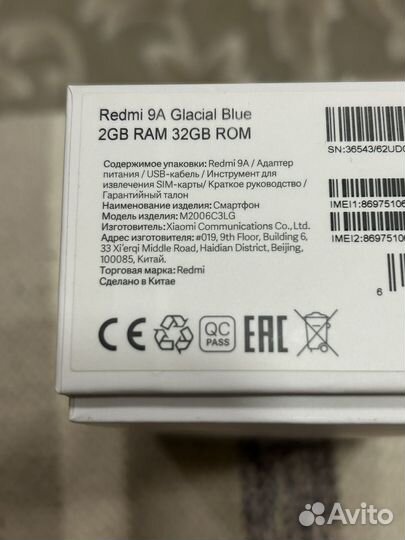 Redmi 9A Glacial Blue
2GB RAM 32GB ROM
Содержимое упаковки: Redmi 9A / Адаптер
питания / USB-кабель / Инструмент для
извлечения SIM-карты/ Краткое руководство /
Гарантийный талон
Наименование изделия: Смартфон
Модель изделия: M2006C3LG
Изготовитель: Xiaomi Communications Co., Ltd.
Адрес изготовителя: #019, 9th Floor, Building 6,
33 Xi'erqi Middle Road, Haidian District, Beijing,
100085, Китай.
Торговая марка: Redmi
Сделано в Китае
SN:36543/62UD
IMEI1:86975106
IMEI2:8697510
6
CE
QC
PASS
EAC
Avito